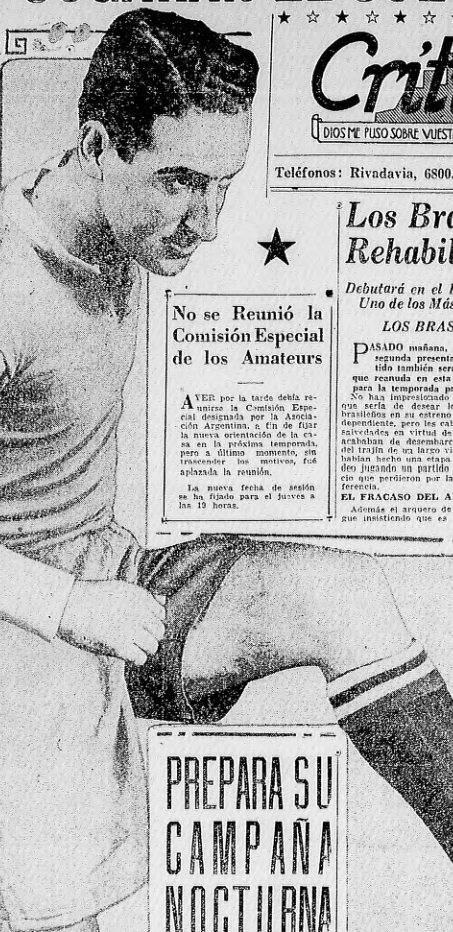 Crít
DIOS ME PUSO SOBRE VUEST
Teléfonos: Rivadavia, 6800.
Los Bra
Rehabil
Debutará en el
Uno de los Más
LOS BRAS
PASADO mañana,
segunda presenta
tido también ser
que reanuda en esta
para la temporada
No han impresionado
que sería de desear
brasileños en su estreno
dependiente, pero les cab
salvedades en virtud de
acababan de desembarc
del trajín de un largo vi
habían hecho una etapa
deo jugando un partido
cio que perdieron por la
ferencia.
EL FRACASO DEL A
Además el arquero de
gue insistiendo que es
No se Reunió la
Comisión Especial
de los Amateurs
AYER por la tarde debía re-
unirse la Comisión Espe-
cial designada por la Asocia-
ción Argentina, a fin de fijar
la nueva orientación de la ca-
sa en la próxima temporada,
pero a último momento, sin
trascender los motivos, fué
aplazada la reunión.
La nueva fecha de sesión
se ha fijado para el jueves a
las 19 horas.
PREPARA SU
CAMPAÑA
NOCTURNA